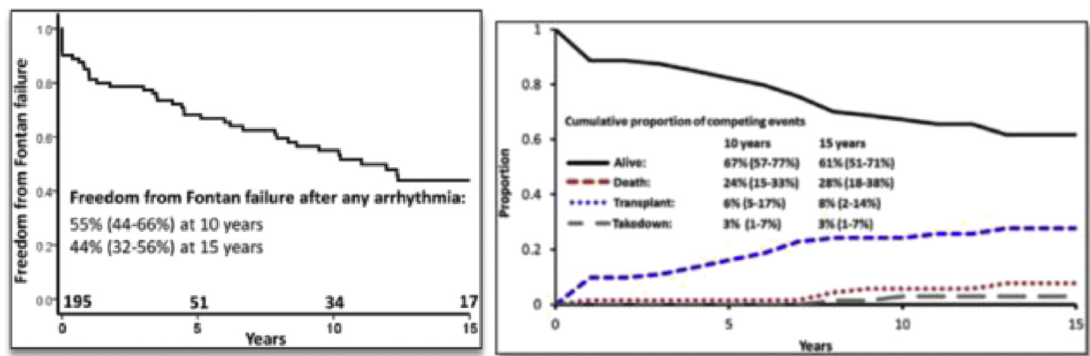 Freedom from Fontan failure
1.0
0.8
0.6
0.4
0.2
0.0
Freedom from Fontan failure after any arrhythmia:
55% (44-66%) at 10 years
44% (32-56%) at 15 years
195 51 34 17
0 5 10 15
Years
Proportion
1
0.8
0.6
0.4
0.2
0
Cumulative proportion of competing events
10 years 15 years
Alive: 67% (57-77%) 61% (51-71%)
Death: 24% (15-33%) 28% (18-38%)
Transplant: 6% (5-17%) 8% (2-14%)
Takedown: 3% (1-7%) 3% (1-7%)
0 5 10 15
Years